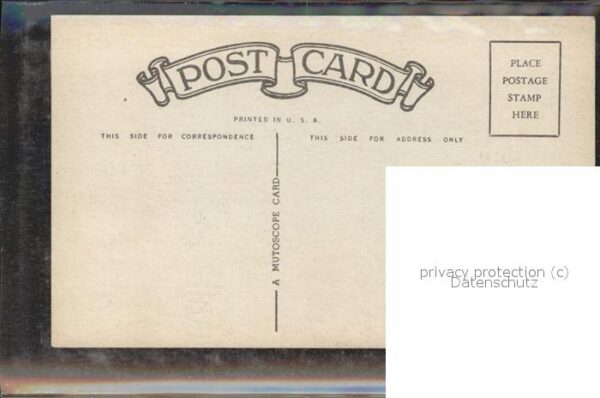 POST CARD
PLACE
POSTAGE
STAMP
HERE
PRINTED IN U. S. A.
THIS SIDE FOR CORRESPONDENCE
THIS SIDE FOR ADDRESS ONLY
A MUTOSCOPE CARD
privacy protection (c)
Datenschutz